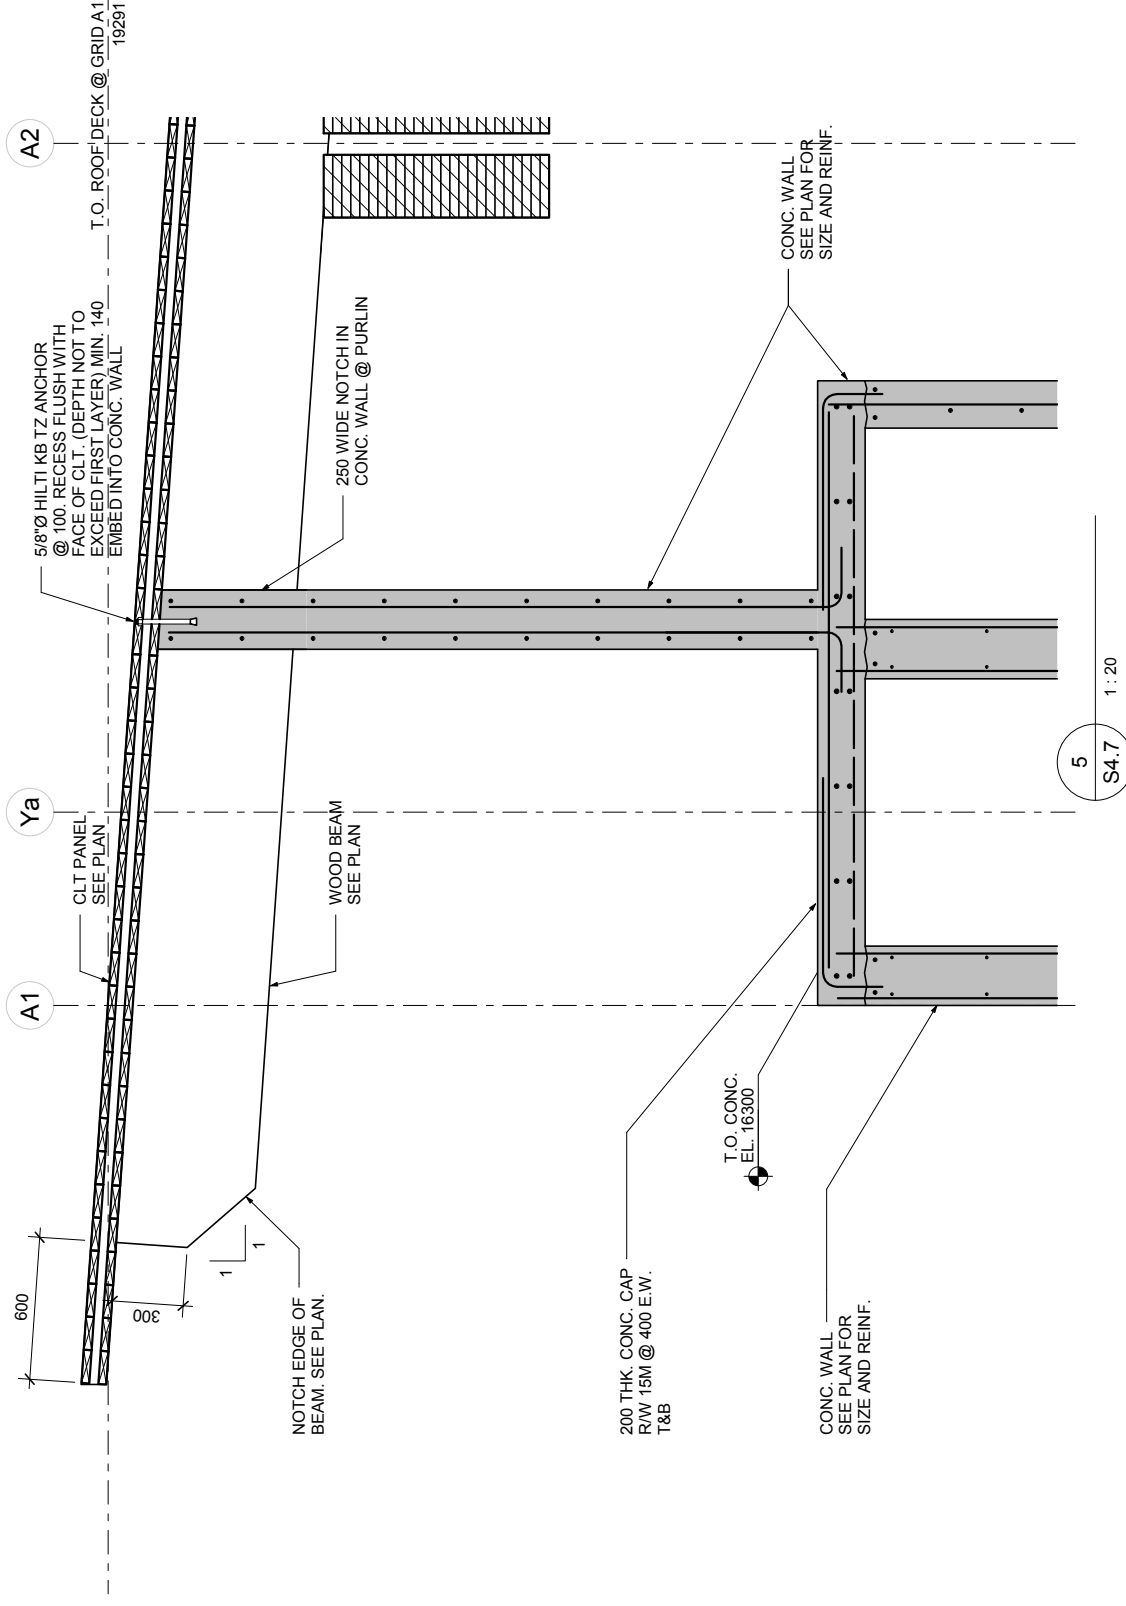 A1
Ya
A2
T.O. ROOF DECK @ GRID A1
19291
5/8"Ø HILTI KB TZ ANCHOR
@ 100. RECESS FLUSH WITH
FACE OF CLT. (DEPTH NOT TO
EXCEED FIRST LAYER) MIN. 140
EMBED INTO CONC. WALL
600
CLT PANEL
SEE PLAN
300
1
1
250 WIDE NOTCH IN
CONC. WALL @ PURLIN
WOOD BEAM
SEE PLAN
NOTCH EDGE OF
BEAM. SEE PLAN.
200 THK. CONC. CAP
R/W 15M @ 400 E.W.
T&B
T.O. CONC.
EL. 16300
CONC. WALL
SEE PLAN FOR
SIZE AND REINF.
CONC. WALL
SEE PLAN FOR
SIZE AND REINF.
5
S4.7
1 : 20